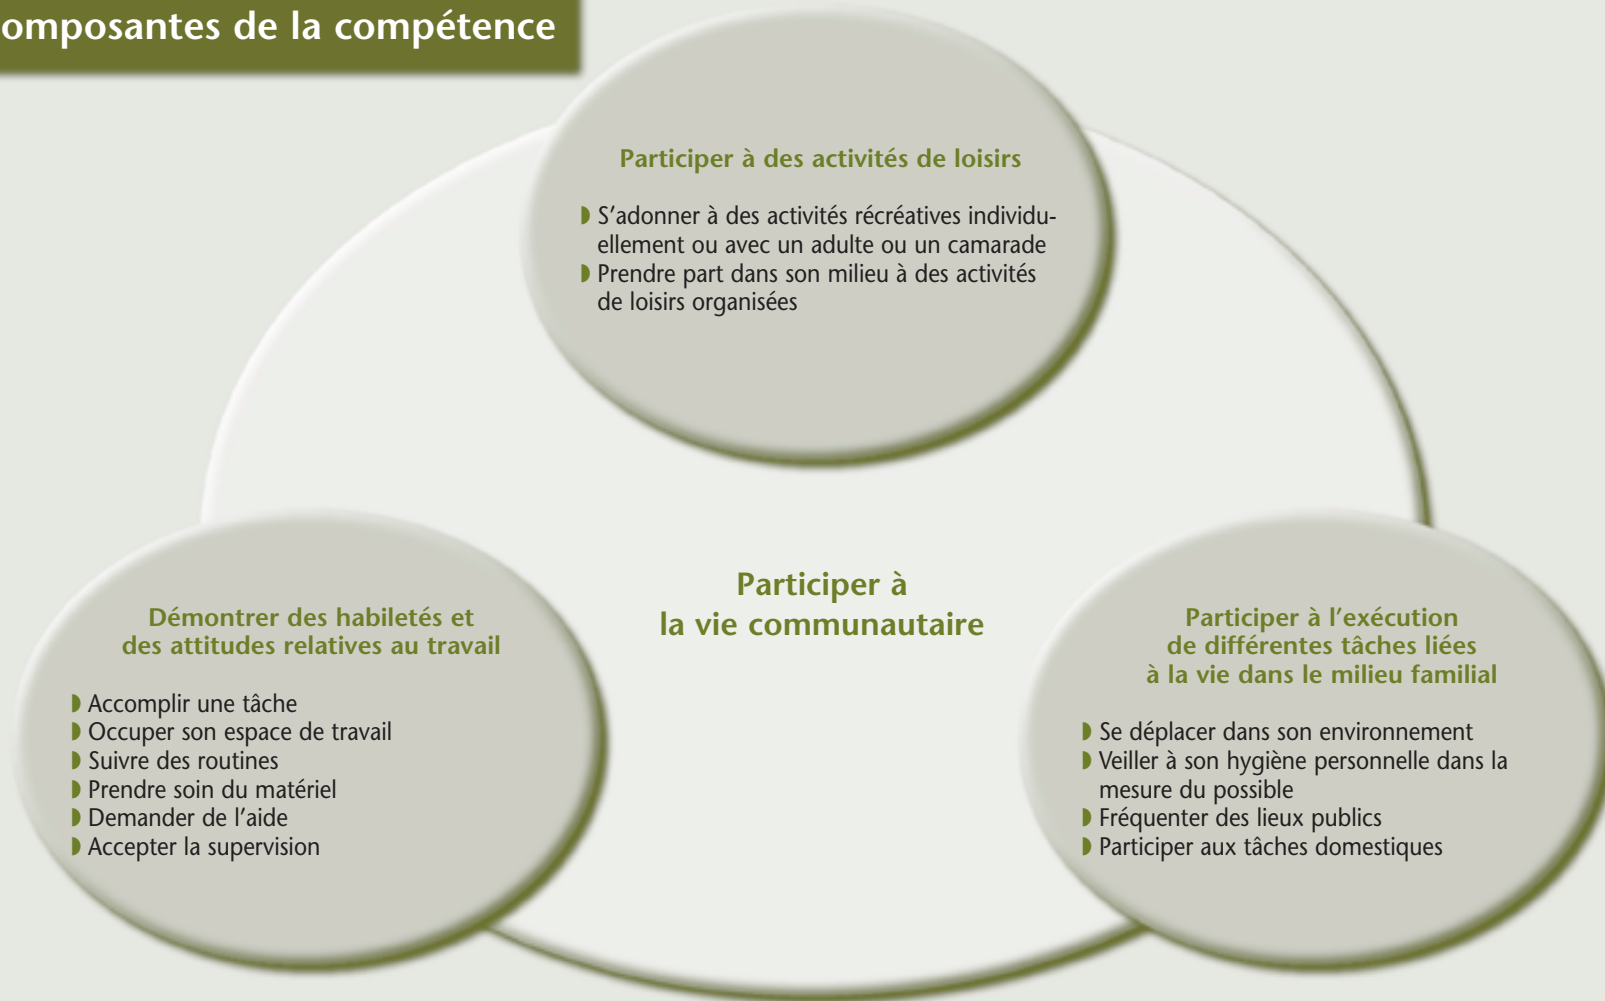 omposantes de la compétence
Participer à des activités de loisirs
◗ S’adonner à des activités récréatives individu-
ellement ou avec un adulte ou un camarade
◗ Prendre part dans son milieu à des activités
de loisirs organisées
Participer à
la vie communautaire
Démontrer des habiletés et
des attitudes relatives au travail
◗ Accomplir une tâche
◗ Occuper son espace de travail
◗ Suivre des routines
◗ Prendre soin du matériel
◗ Demander de l’aide
◗ Accepter la supervision
Participer à l’exécution
de différentes tâches liées
à la vie dans le milieu familial
◗ Se déplacer dans son environnement
◗ Veiller à son hygiène personnelle dans la
mesure du possible
◗ Fréquenter des lieux publics
◗ Participer aux tâches domestiques